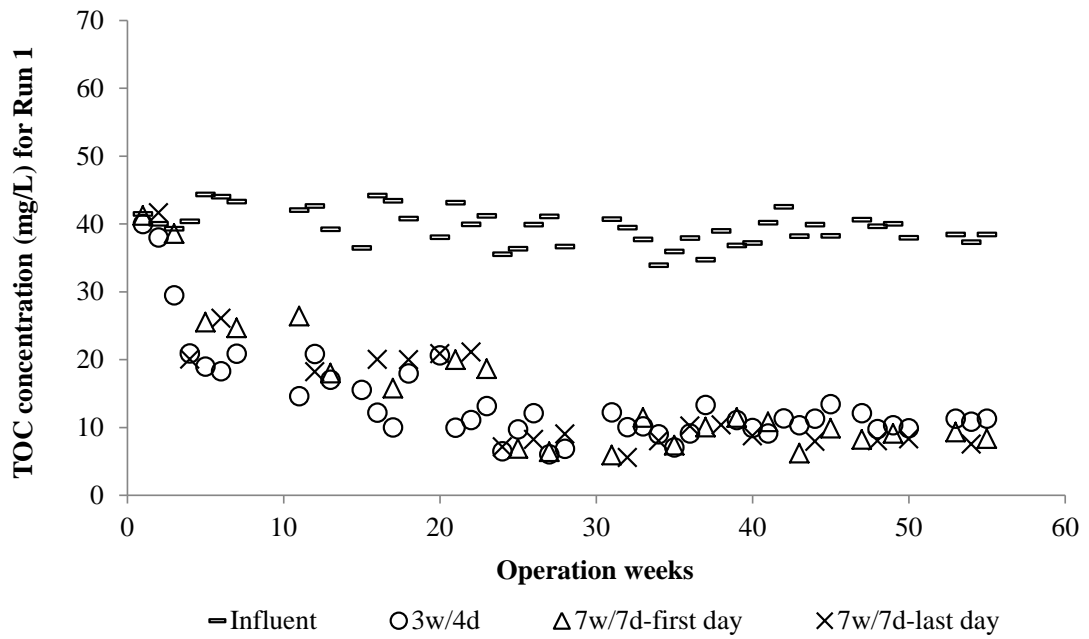 70
60
50
40
30
20
10
0
TOC concentration (mg/L) for Run 1
0 10 20 30 40 50 60
Operation weeks
Influent 3w/4d 7w/7d-first day 7w/7d-last day